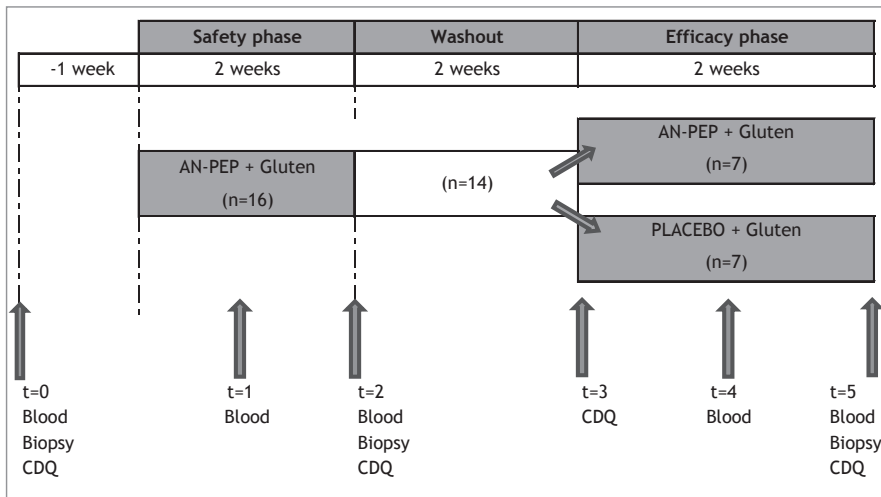 Safety phase
Washout
Efficacy phase
-1 week
2 weeks
2 weeks
2 weeks
AN-PEP + Gluten
(n=16)
(n=14)
AN-PEP + Gluten
(n=7)
PLACEBO + Gluten
(n=7)
t=0
Blood
Biopsy
CDQ
t=1
Blood
t=2
Blood
Biopsy
CDQ
t=3
CDQ
t=4
Blood
t=5
Blood
Biopsy
CDQ